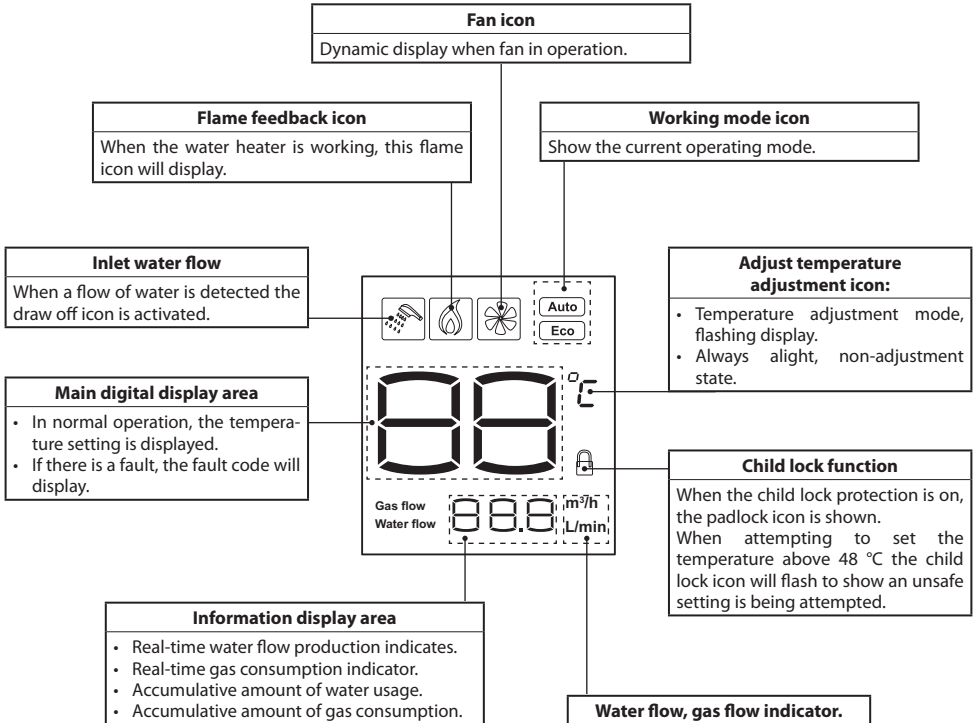 Fan icon
Dynamic display when fan in operation.
Flame feedback icon
When the water heater is working, this flame
icon will display.
Working mode icon
Show the current operating mode.
Inlet water flow
When a flow of water is detected the
draw off icon is activated.
Main digital display area
• In normal operation, the tempera-
ture setting is displayed.
• If there is a fault, the fault code will
display.
Auto
Eco
88
°C
Gas flow
Water flow
88.8
m³/h
L/min
Adjust temperature
adjustment icon:
• Temperature adjustment mode,
flashing display.
• Always alight, non-adjustment
state.
Child lock function
When the child lock protection is on,
the padlock icon is shown.
When attempting to set the
temperature above 48 °C the child
lock icon will flash to show an unsafe
setting is being attempted.
Information display area
• Real-time water flow production indicates.
• Real-time gas consumption indicator.
• Accumulative amount of water usage.
• Accumulative amount of gas consumption.
Water flow, gas flow indicator.